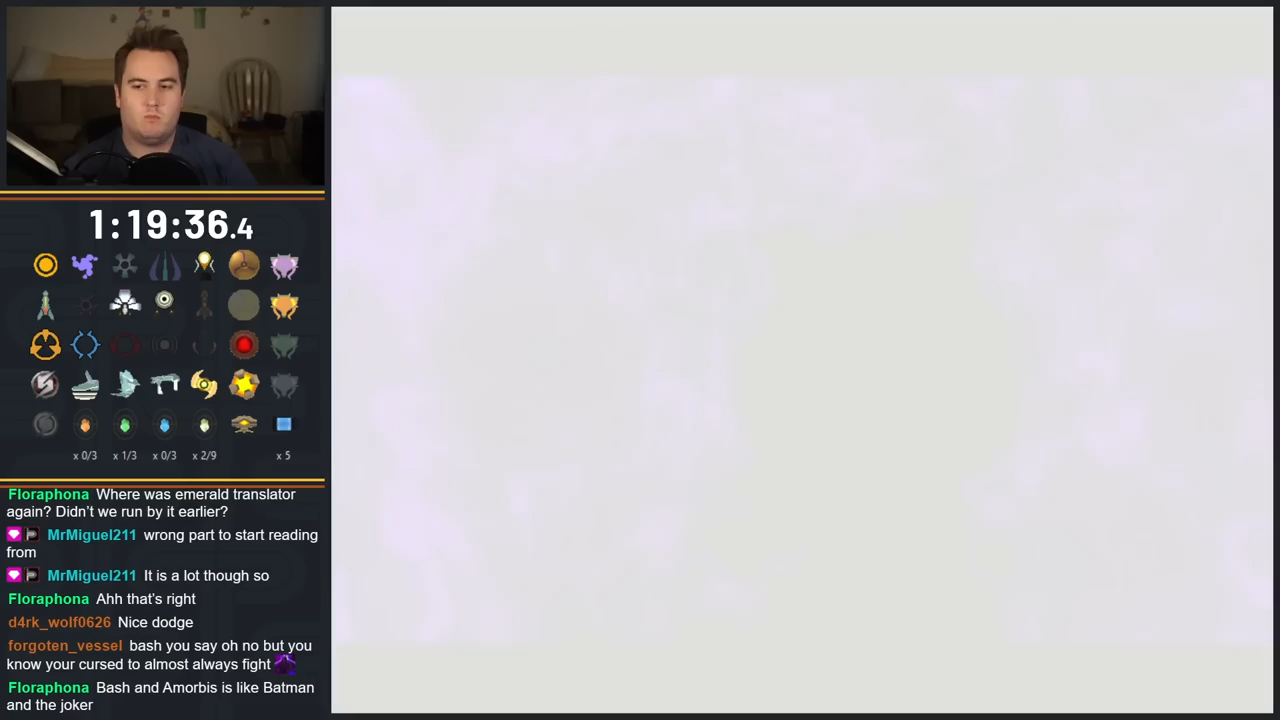 1:19:36.4
x 0/3
x 1/3
x 0/3
x 2/9
x 5
Floraphona Where was emerald translator
again? Didn’t we run by it earlier?
MrMiguel211 wrong part to start reading
from
MrMiguel211 It is a lot though so
Floraphona Ahh that’s right
d4rk_wolf0626 Nice dodge
forgoten_vessel bash you say oh no but you
know your cursed to almost always fight
Floraphona Bash and Amorbis is like Batman
and the joker